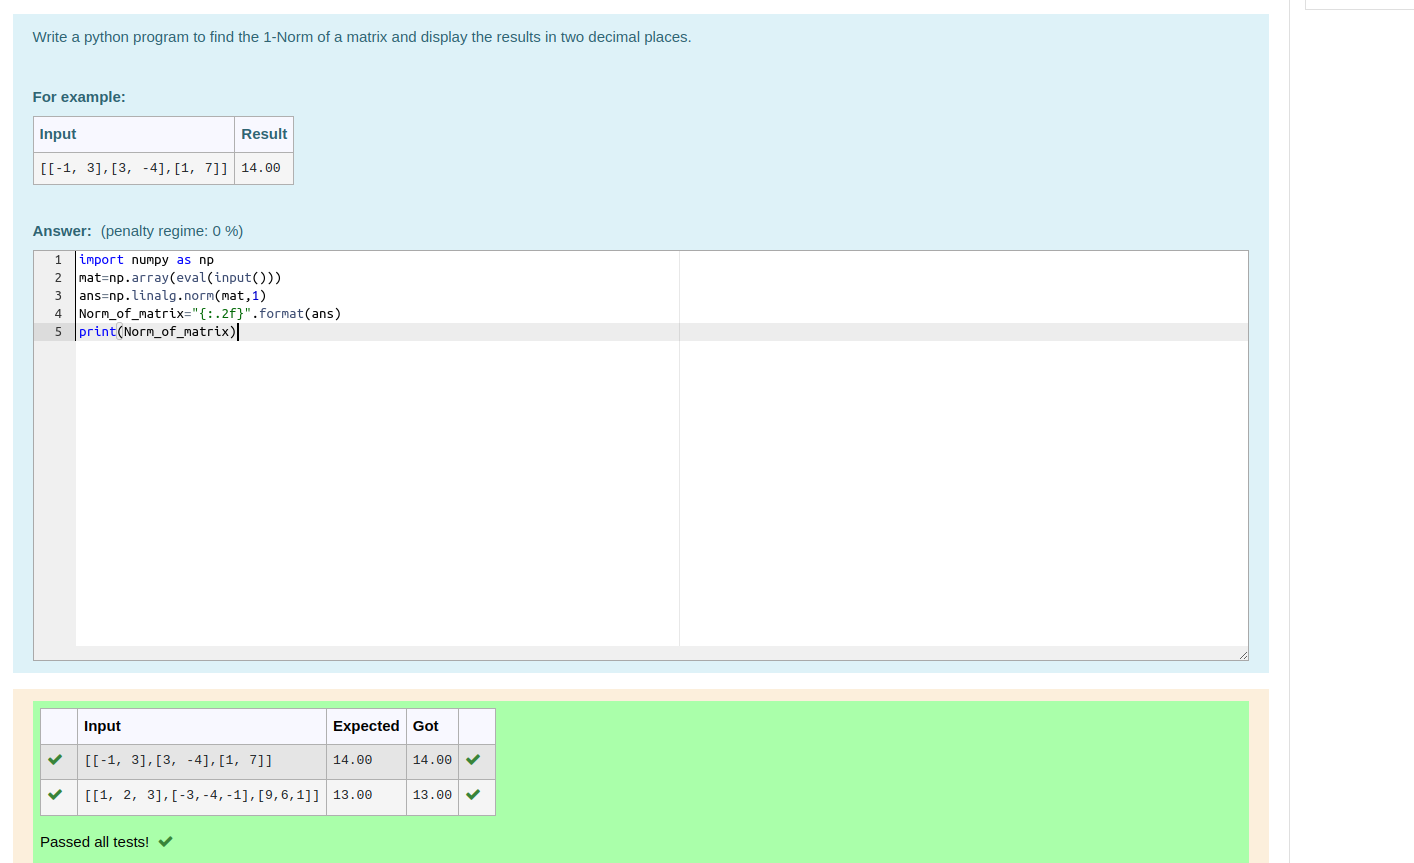 Write a python program to find the 1-Norm of a matrix and display the results in two decimal places.
For example:
Input Result
[[-1, 3],[3, -4],[1, 7]] 14.00
Answer: (penalty regime: 0 %)
1 import numpy as np
2 mat=np.array(eval(input()))
3 ans=np.linalg.norm(mat,1)
4 Norm_of_matrix="{:.2f}".format(ans)
5 print(Norm_of_matrix)
Input Expected Got
[[-1, 3],[3, -4],[1, 7]] 14.00 14.00
[[1, 2, 3],[-3,-4,-1],[9,6,1]] 13.00 13.00
Passed all tests!